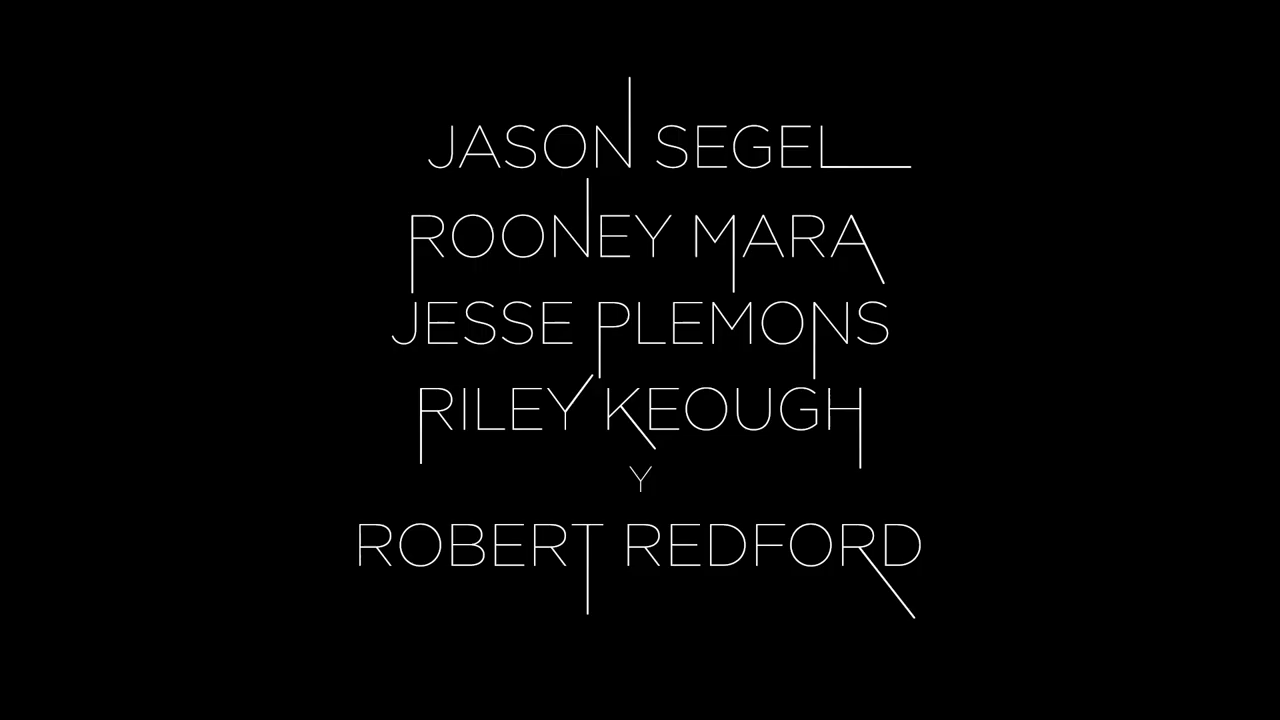 JASON SEGEL
ROONEY MARA
JESSE PLEMONS
RILEY KEOUGH
Y
ROBERT REDFORD